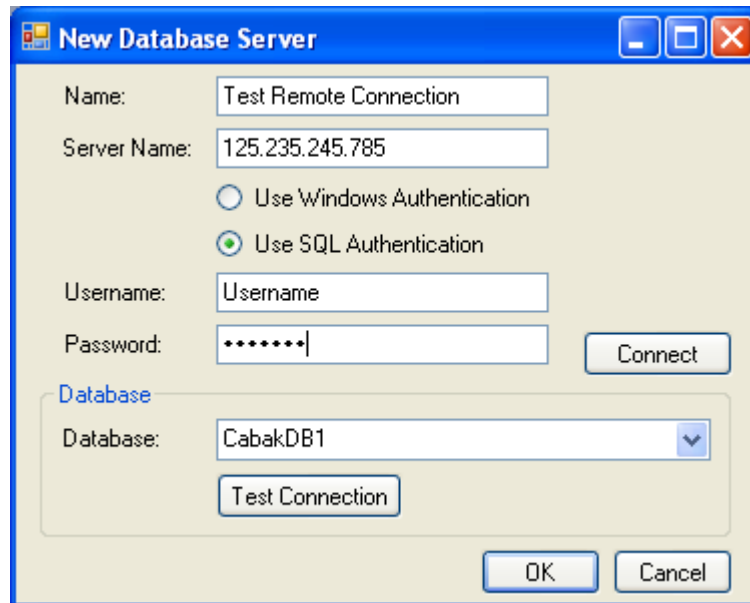 New Database Server
Name: Test Remote Connection
Server Name: 125.235.245.785
Use Windows Authentication
Use SQL Authentication
Username: Username
Password: •••••••
Connect
Database
Database: CabakDB1
Test Connection
OK Cancel